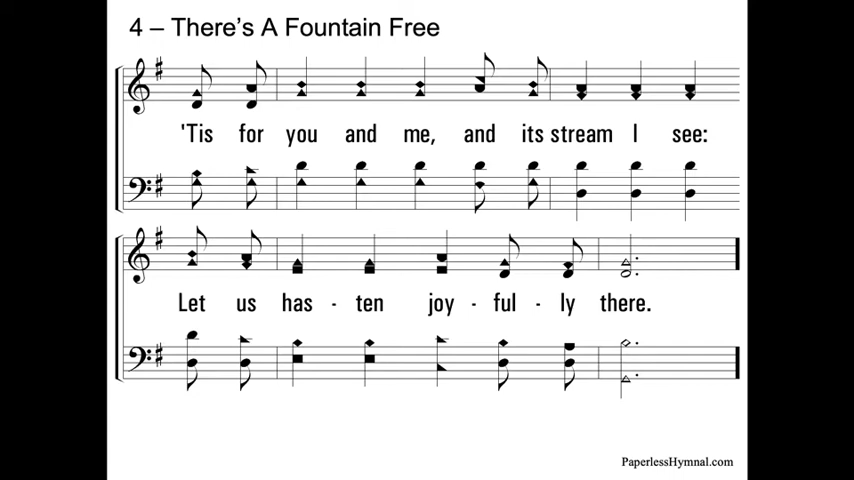 4 – There's A Fountain Free
'Tis for you and me, and its stream I see:
Let us has - ten joy - ful - ly there.
PaperlessHymnal.com